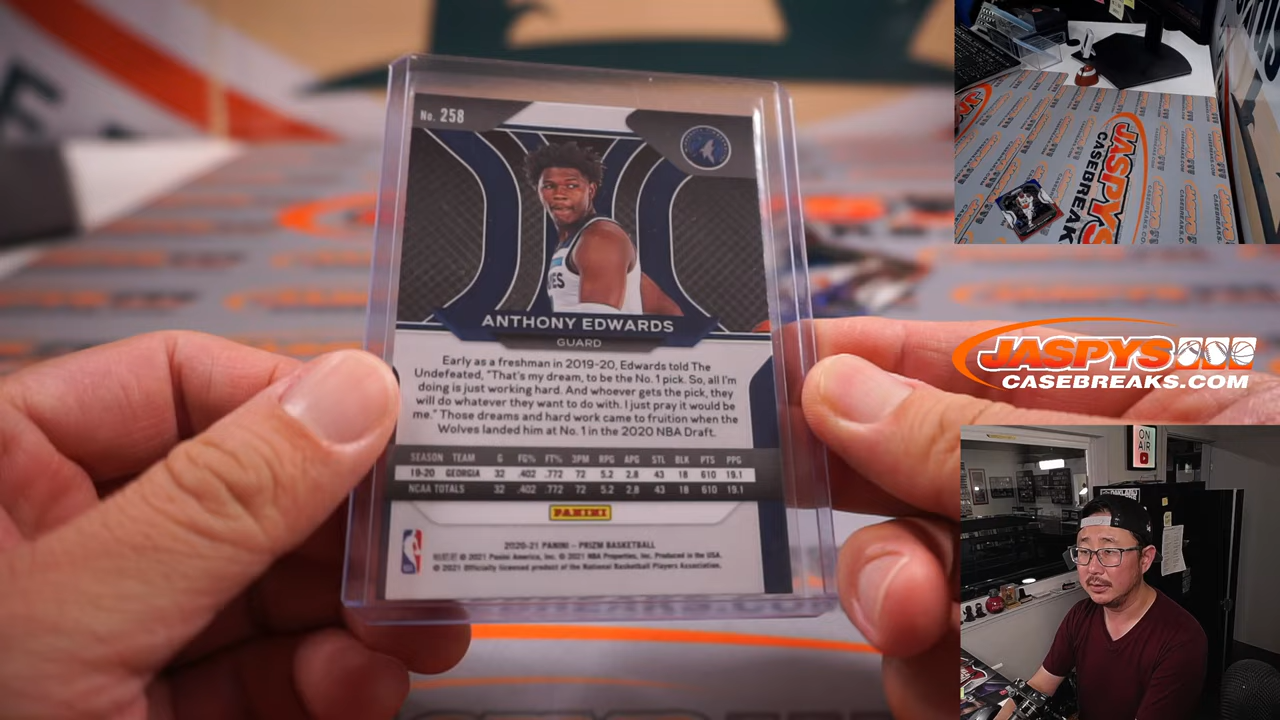 No. 258
ANTHONY EDWARDS
GUARD
Early as a freshman in 2019-20, Edwards told The
Undefeated, "That's my dream, to be the No. 1 pick. So, all I'm
doing is just working hard. And whoever gets the pick, they
will do whatever they want to do with. I just pray it would be
me." Those dreams and hard work came to fruition when the
Wolves landed him at No. 1 in the 2020 NBA Draft.
SEASON TEAM G FG% FT% 3PM RPG APG STL BLK PTS PPG
19-20 GEORGIA 32 .402 .772 72 5.2 2.8 43 18 610 19.1
NCAA TOTALS 32 .402 .772 72 5.2 2.8 43 18 610 19.1
PANINI
2020-21 PANINI – PRIZM BASKETBALL
© 2021 Panini America, Inc. © 2021 NBA Properties, Inc. Produced in the USA.
© 2021 Officially licensed product of the National Basketball Players Association.
JASPYS
CASEBREAKS.COM
JASPYS
CASEBREAKS
ON
AIR